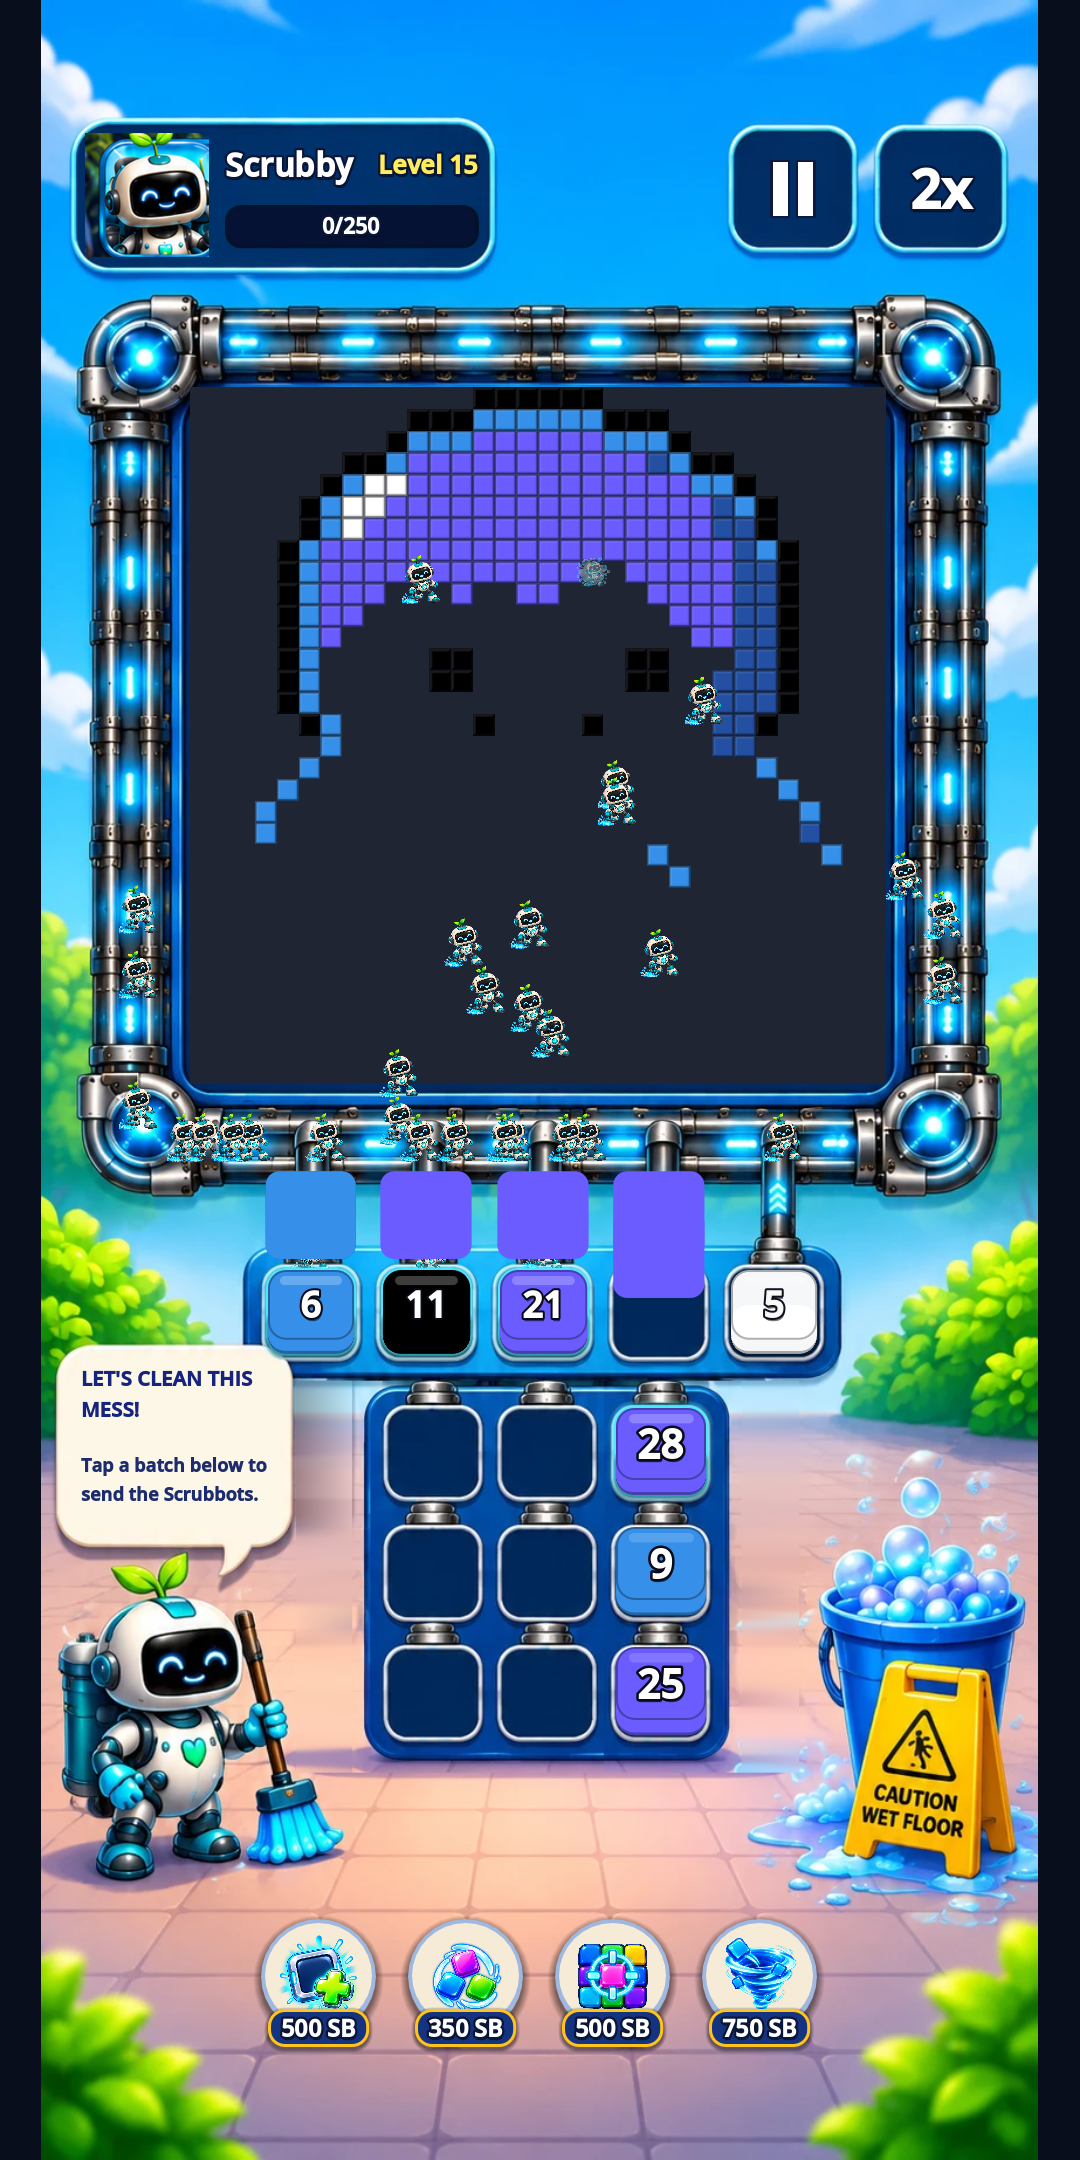 Scrubby Level 15
0/250
2x
6
11
21
5
LET'S CLEAN THIS
MESS!
Tap a batch below to
send the Scrubbots.
28
9
25
CAUTION
WET FLOOR
500 SB
350 SB
500 SB
750 SB